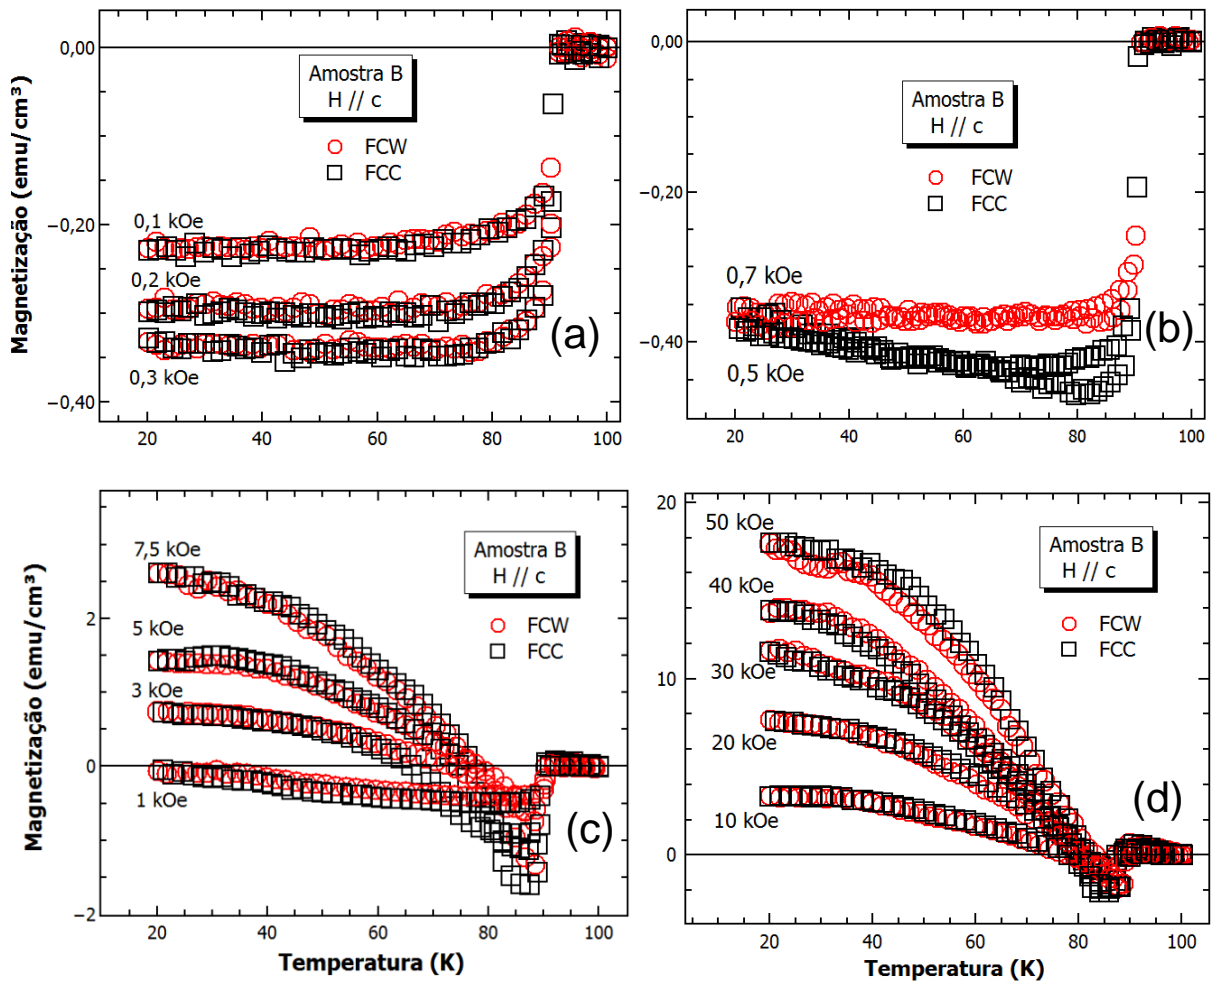 Magnetização (emu/cm³)
0,00
−0,20
−0,40
Amostra B
H // c
FCW
FCC
0,1 kOe
0,2 kOe
0,3 kOe
(a)
20
40
60
80
100
0,00
−0,20
−0,40
Amostra B
H // c
FCW
FCC
0,7 kOe
0,5 kOe
(b)
20
40
60
80
100
Magnetização (emu/cm³)
2
0
−2
7,5 kOe
5 kOe
3 kOe
1 kOe
Amostra B
H // c
FCW
FCC
(c)
20
40
60
80
100
Temperatura (K)
20
10
0
50 kOe
40 kOe
30 kOe
20 kOe
10 kOe
Amostra B
H // c
FCW
FCC
(d)
20
40
60
80
100
Temperatura (K)